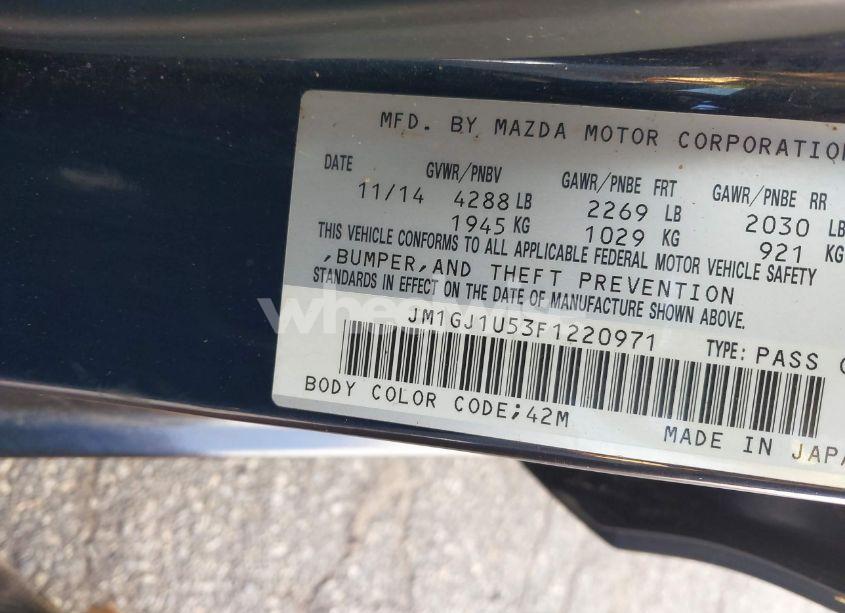 MFD. BY MAZDA MOTOR CORPORATION
DATE GVWR/PNBV GAWR/PNBE FRT GAWR/PNBE RR
11/14 4288 LB 2269 LB 2030 LB
1945 KG 1029 KG 921 KG
THIS VEHICLE CONFORMS TO ALL APPLICABLE FEDERAL MOTOR VEHICLE SAFETY
,BUMPER,AND THEFT PREVENTION
STANDARDS IN EFFECT ON THE DATE OF MANUFACTURE SHOWN ABOVE.
JM1GJ1U53F1220971 TYPE: PASS
BODY COLOR CODE;42M
MADE IN JAPA